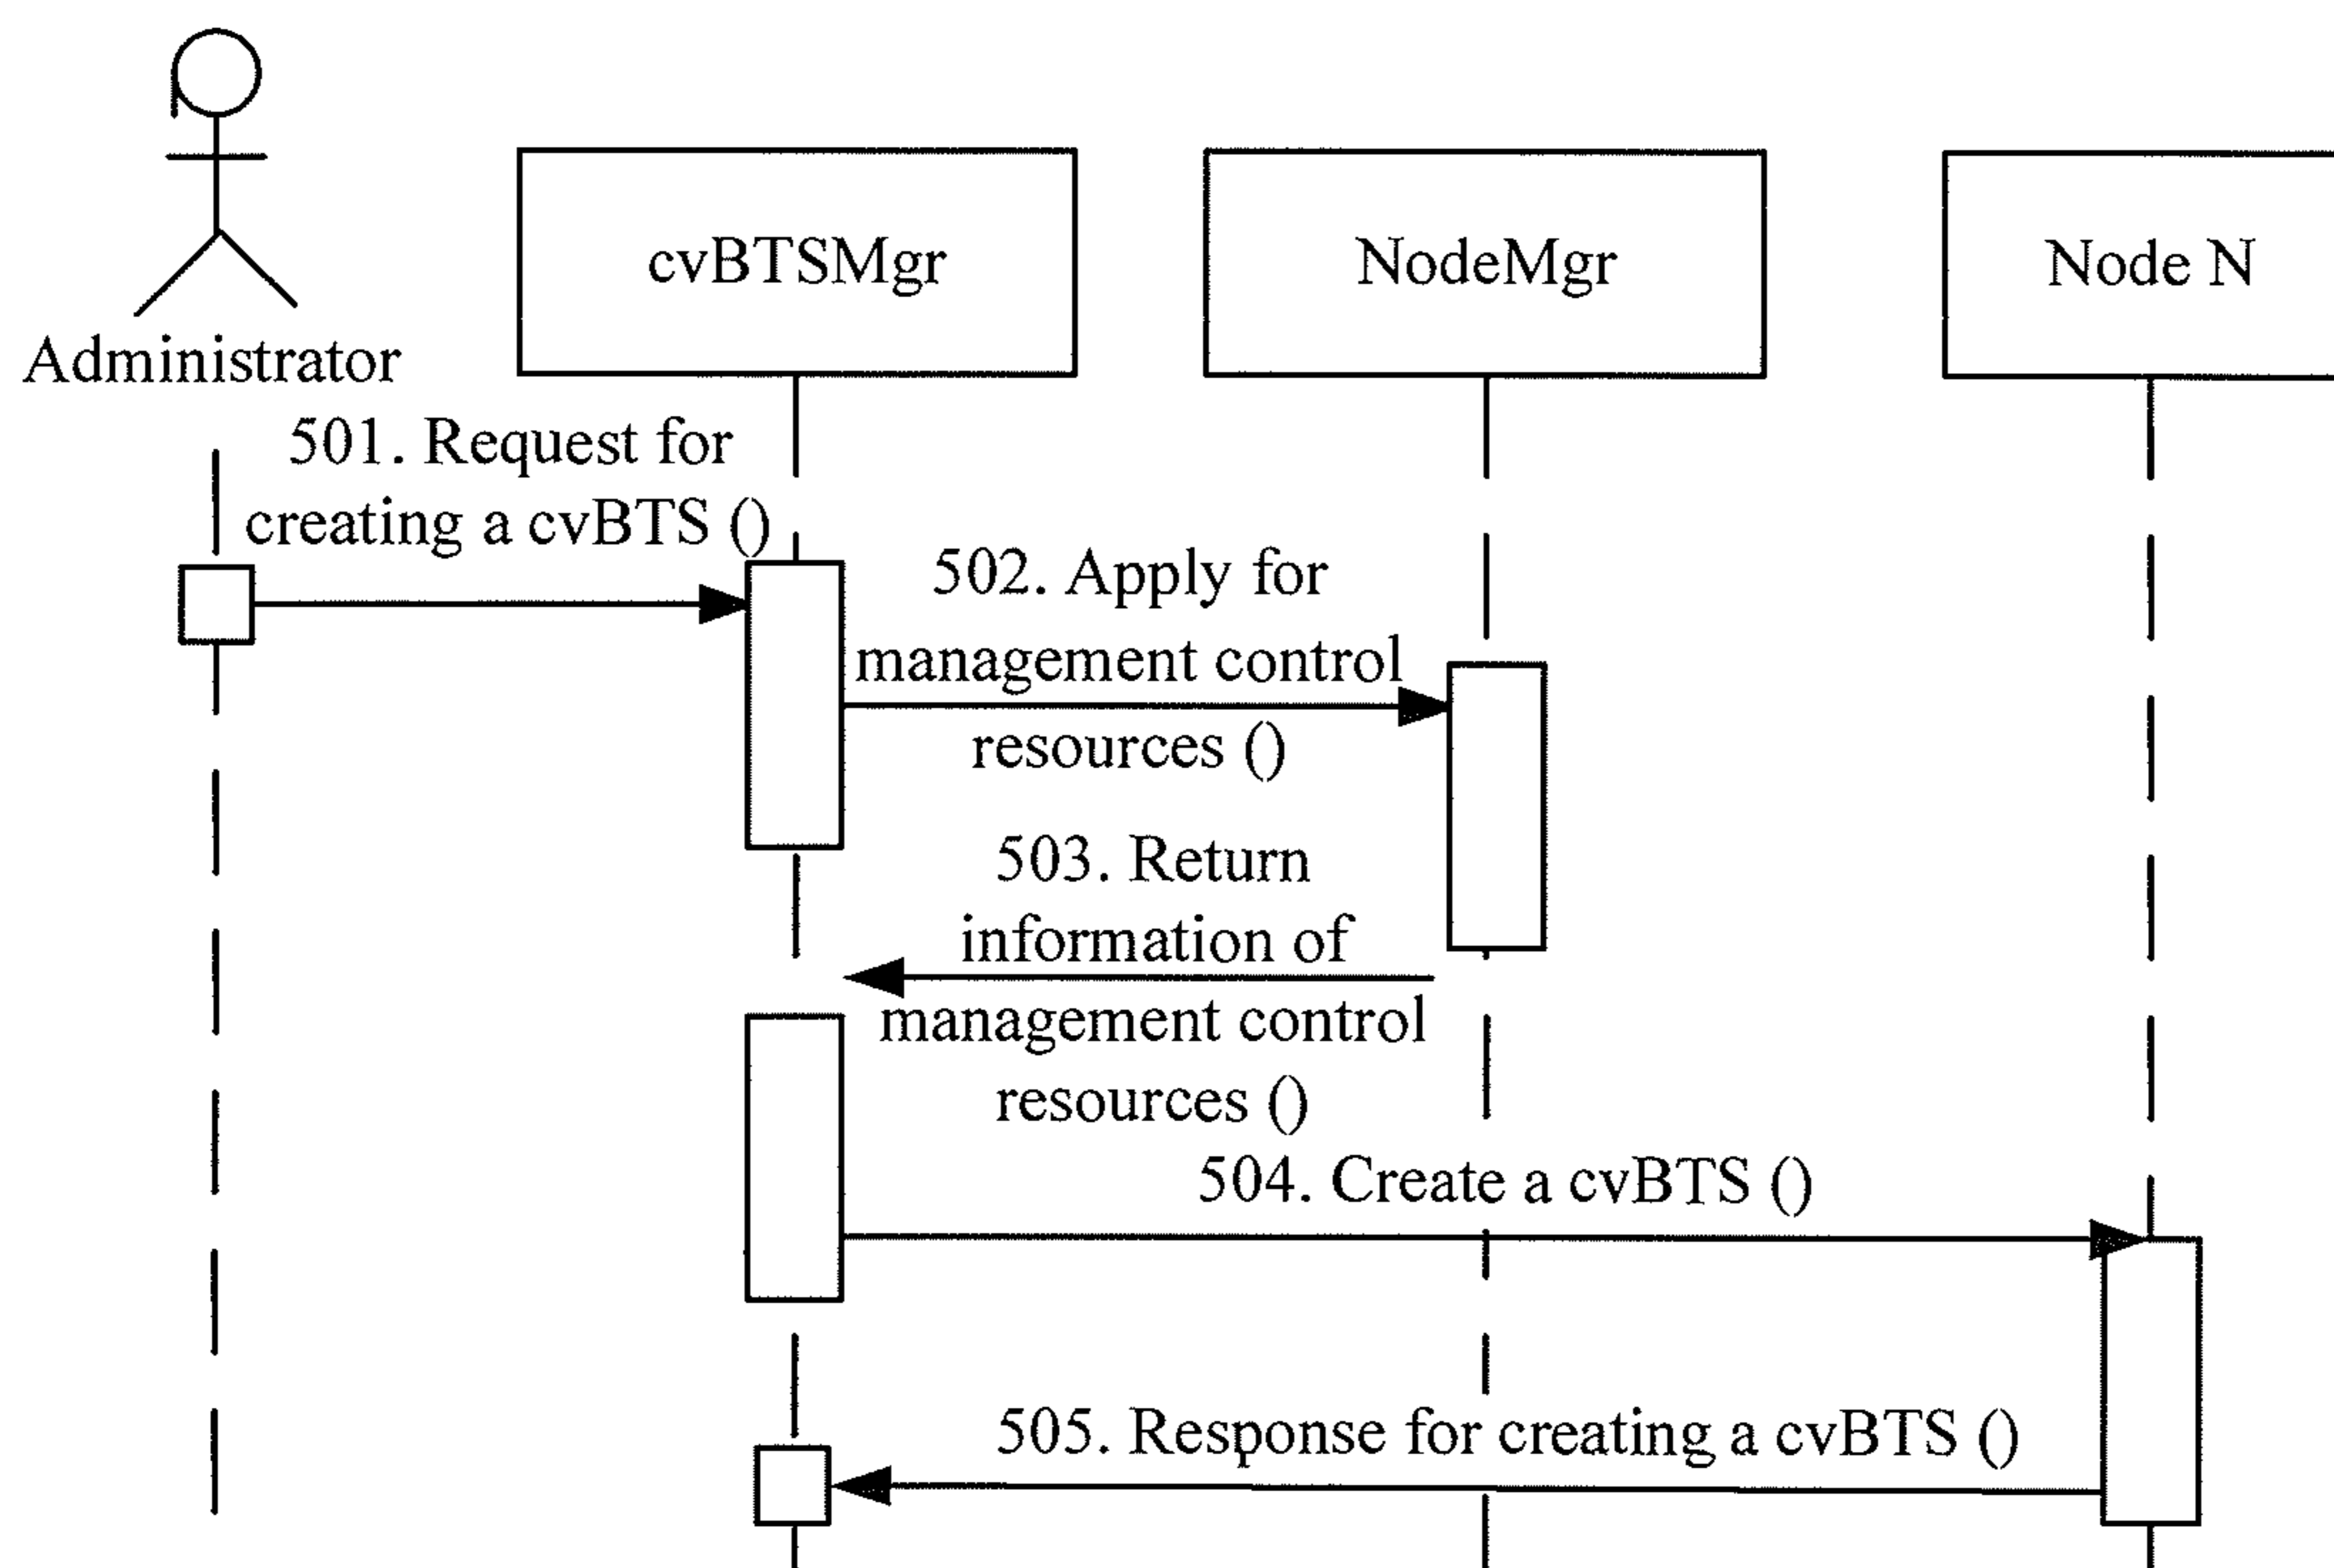 Administrator
cvBTSMgr
NodeMgr
Node N
501. Request for
creating a cvBTS ()
502. Apply for
management control
resources ()
503. Return
information of
management control
resources ()
504. Create a cvBTS ()
505. Response for creating a cvBTS ()